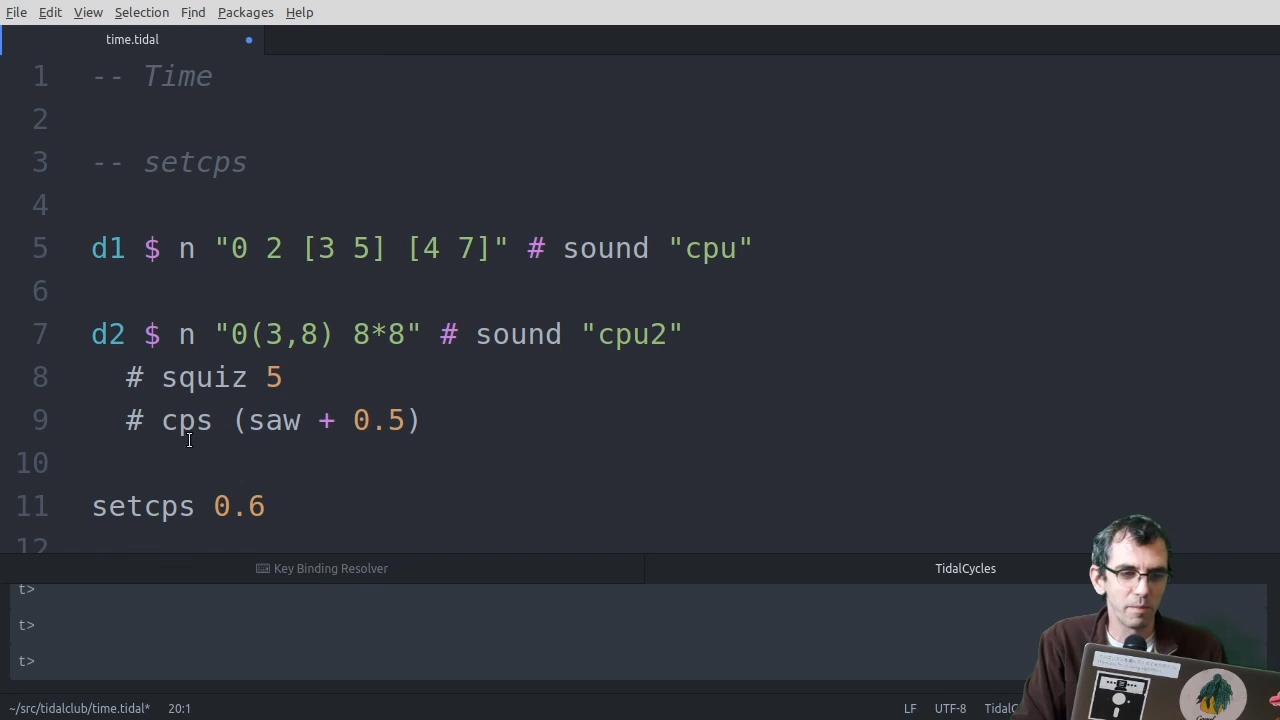 File Edit View Selection Find Packages Help
time.tidal
1 -- Time
2
3 -- setcps
4
5 d1 $ n "0 2 [3 5] [4 7]" # sound "cpu"
6
7 d2 $ n "0(3,8) 8*8" # sound "cpu2"
8 # squiz 5
9 # cps (saw + 0.5)
10
11 setcps 0.6
12
Key Binding Resolver TidalCycles
t>
t>
t>
~/src/tidalclub/time.tidal* 20:1 LF UTF-8 TidalC